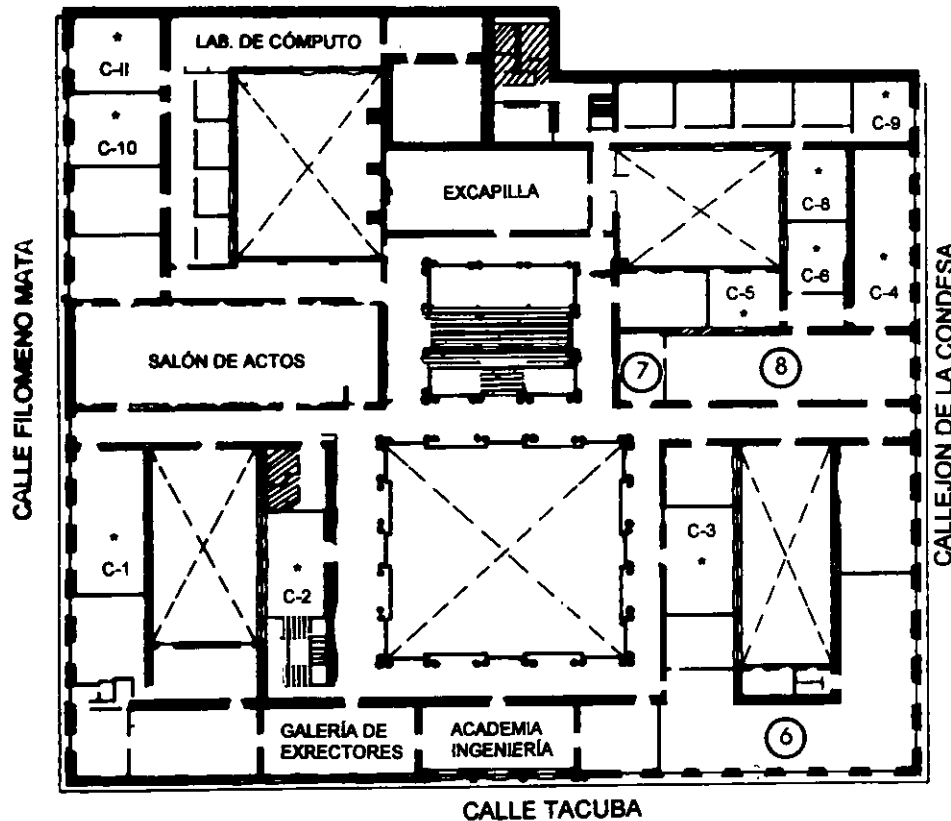 LAB. DE CÓMPUTO
*
C-11
*
C-10
*
C-9
EXCAPILLA
*
C-8
*
C-6
*
C-4
C-5
*
CALLE FILOMENO MATA
SALÓN DE ACTOS
7
8
CALLEJON DE LA CONDESA
*
C-1
*
C-2
C-3
*
GALERÍA DE
EXRECTORES
ACADEMIA
INGENIERÍA
6
CALLE TACUBA